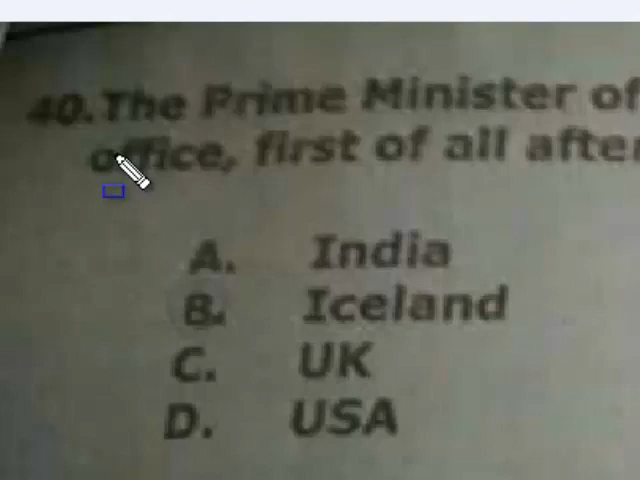 40.The Prime Minister of
office, first of all after
A. India
B. Iceland
C. UK
D. USA